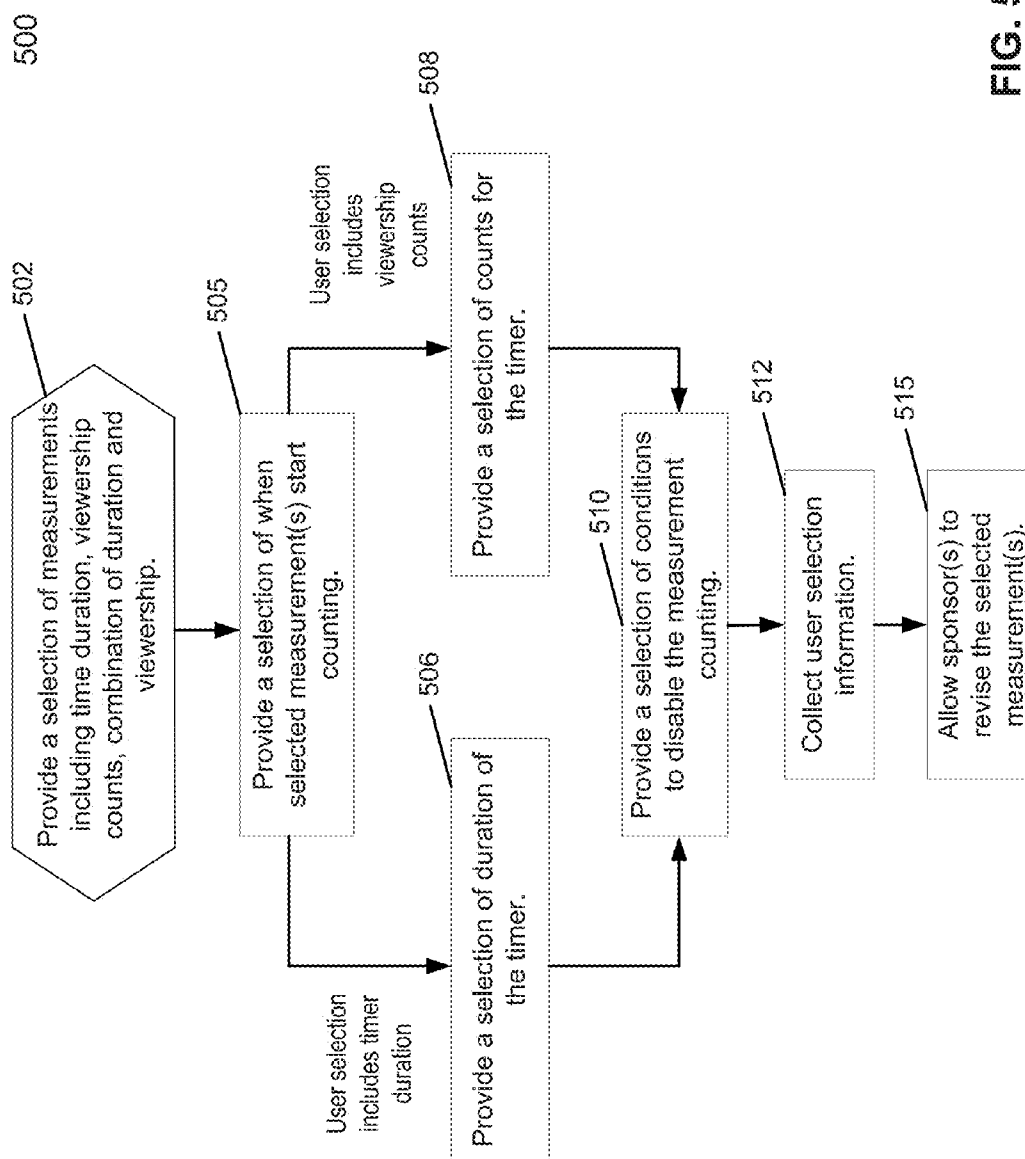 500
502
Provide a selection of measurements
including time duration, viewership
counts, combination of duration and
viewership.
505
Provide a selection of when
selected measurement(s) start
counting.
User selection
includes timer
duration
User selection
includes
viewership
counts
506
Provide a selection of duration of
the timer.
508
Provide a selection of counts for
the timer.
510
Provide a selection of conditions
to disable the measurement
counting.
512
Collect user selection
information.
515
Allow sponsor(s) to
revise the selected
measurement(s).
FIG.